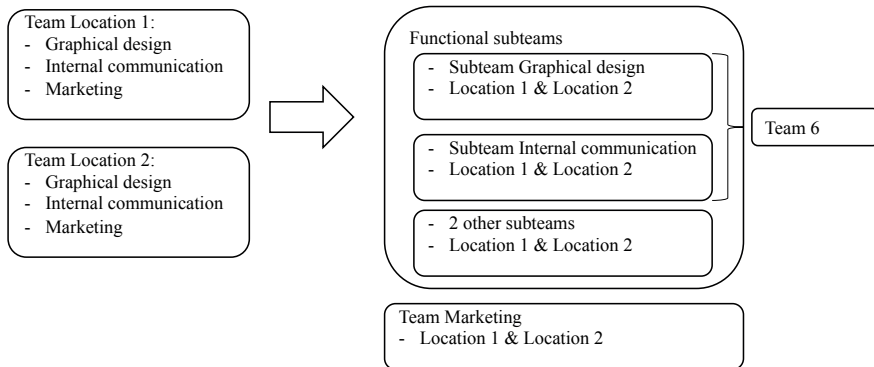 Team Location 1:
- Graphical design
- Internal communication
- Marketing
Team Location 2:
- Graphical design
- Internal communication
- Marketing
Functional subteams
- Subteam Graphical design
- Location 1 & Location 2
- Subteam Internal communication
- Location 1 & Location 2
- 2 other subteams
- Location 1 & Location 2
Team 6
Team Marketing
- Location 1 & Location 2